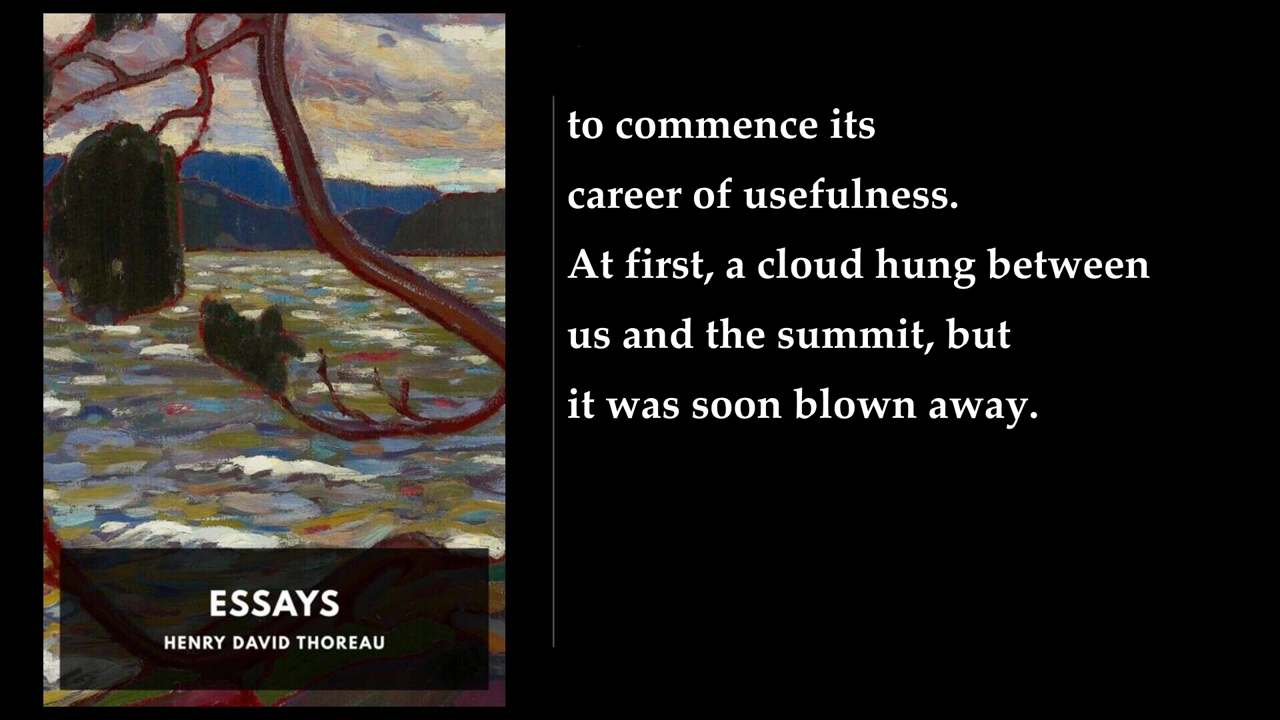 to commence its
career of usefulness.
At first, a cloud hung between
us and the summit, but
it was soon blown away.
ESSAYS
HENRY DAVID THOREAU